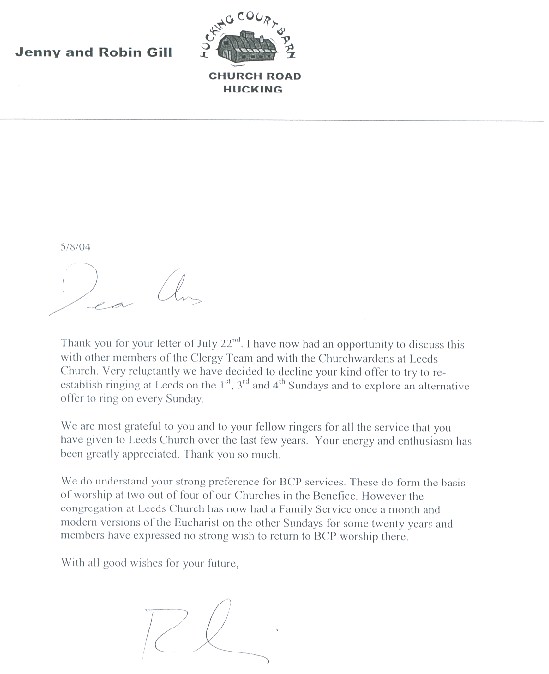 HUCKING COURT BARN
Jenny and Robin Gill
CHURCH ROAD
HUCKING
5/8/04
Dear
Thank you for your letter of July 22nd. I have now had an opportunity to discuss this
with other members of the Clergy Team and with the Churchwardens at Leeds
Church. Very reluctantly we have decided to decline your kind offer to try to re-
establish ringing at Leeds on the 1st, 3rd and 4th Sundays and to explore an alternative
offer to ring on every Sunday.
We are most grateful to you and to your fellow ringers for all the service that you
have given to Leeds Church over the last few years. Your energy and enthusiasm has
been greatly appreciated. Thank you so much.
We do understand your strong preference for BCP services. These do form the basis
of worship at two out of four of our Churches in the Benefice. However the
congregation at Leeds Church has now had a Family Service once a month and
modern versions of the Eucharist on the other Sundays for some twenty years and
members have expressed no strong wish to return to BCP worship there.
With all good wishes for your future,